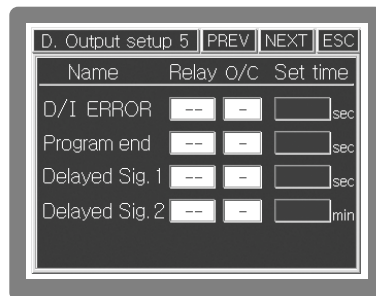 D. Output setup 5 PREV NEXT ESC
Name Relay O/C Set time
D/I ERROR -- - sec
Program end -- - sec
Delayed Sig. 1 -- - sec
Delayed Sig. 2 -- - min